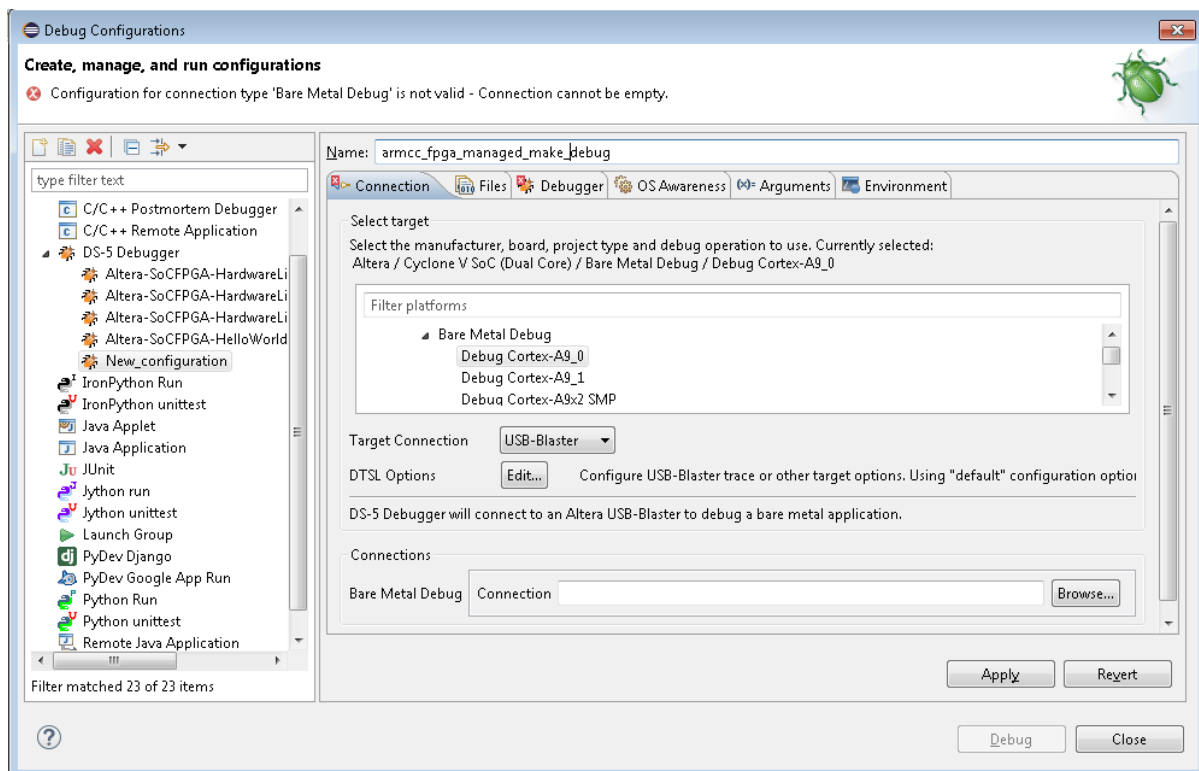 Debug Configurations
Create, manage, and run configurations
Configuration for connection type 'Bare Metal Debug' is not valid - Connection cannot be empty.
type filter text
C/C++ Postmortem Debugger
C/C++ Remote Application
DS-5 Debugger
Altera-SoCFPGA-HardwareLi
Altera-SoCFPGA-HardwareLi
Altera-SoCFPGA-HardwareLi
Altera-SoCFPGA-HelloWorld
New_configuration
IronPython Run
IronPython unittest
Java Applet
Java Application
Ju JUnit
Jython run
Jython unittest
Launch Group
dj PyDev Django
PyDev Google App Run
Python Run
Python unittest
Remote Java Application
Filter matched 23 of 23 items
Name: armcc_fpga_managed_make_debug
Connection Files Debugger OS Awareness (x)= Arguments Environment
Select target
Select the manufacturer, board, project type and debug operation to use. Currently selected:
Altera / Cyclone V SoC (Dual Core) / Bare Metal Debug / Debug Cortex-A9_0
Filter platforms
Bare Metal Debug
Debug Cortex-A9_0
Debug Cortex-A9_1
Debug Cortex-A9x2 SMP
Target Connection USB-Blaster
DTSL Options Edit... Configure USB-Blaster trace or other target options. Using "default" configuration option
DS-5 Debugger will connect to an Altera USB-Blaster to debug a bare metal application.
Connections
Bare Metal Debug Connection Browse...
Apply Revert
Debug Close